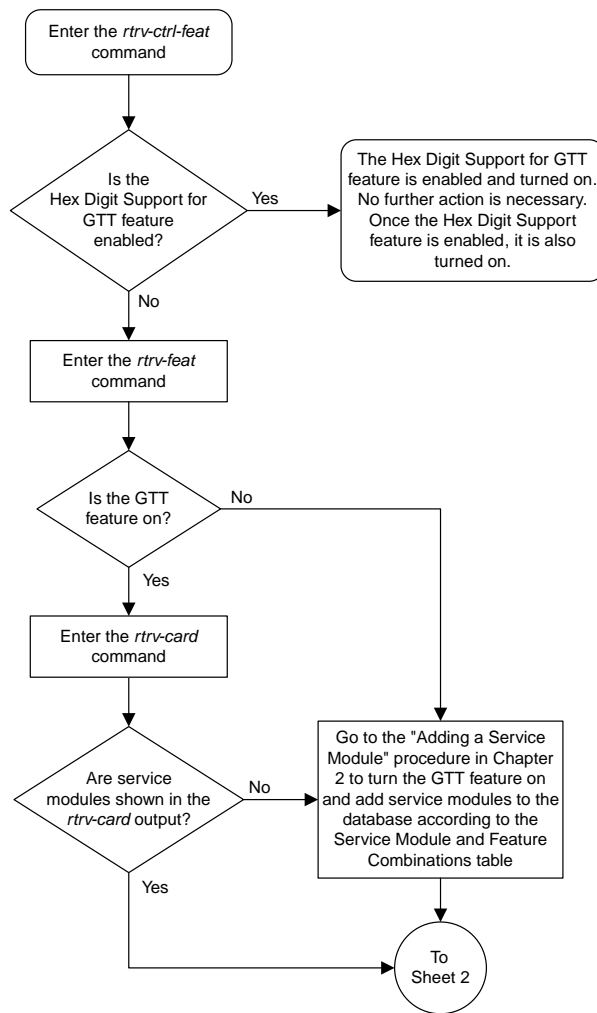 Enter the rtrv-ctrl-feat
command
Is the
Hex Digit Support for
GTT feature
enabled?
Yes
The Hex Digit Support for GTT
feature is enabled and turned on.
No further action is necessary.
Once the Hex Digit Support
feature is enabled, it is also
turned on.
No
Enter the rtrv-feat
command
Is the GTT
feature on?
No
Yes
Enter the rtrv-card
command
Are service
modules shown in the
rtrv-card output?
No
Go to the "Adding a Service
Module" procedure in Chapter
2 to turn the GTT feature on
and add service modules to the
database according to the
Service Module and Feature
Combinations table
Yes
To
Sheet 2